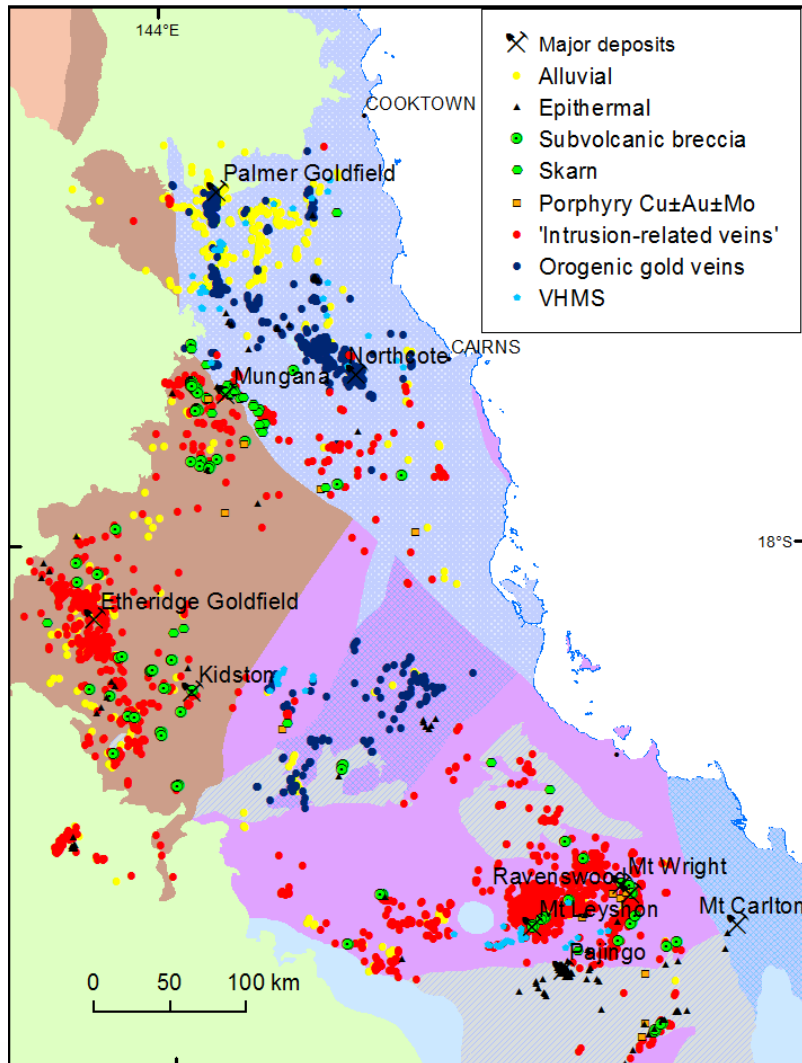 144°E
Major deposits
Alluvial
Epithermal
Subvolcanic breccia
Skarn
Porphyry Cu±Au±Mo
'Intrusion-related veins'
Orogenic gold veins
VHMS
COOKTOWN
Palmer Goldfield
Northcote
CAIRNS
Mungana
18°S
Etheridge Goldfield
Kidston
Mt Wright
Ravenswood
Mt Leyshon
Mt Carlton
Pajingo
0 50 100 km